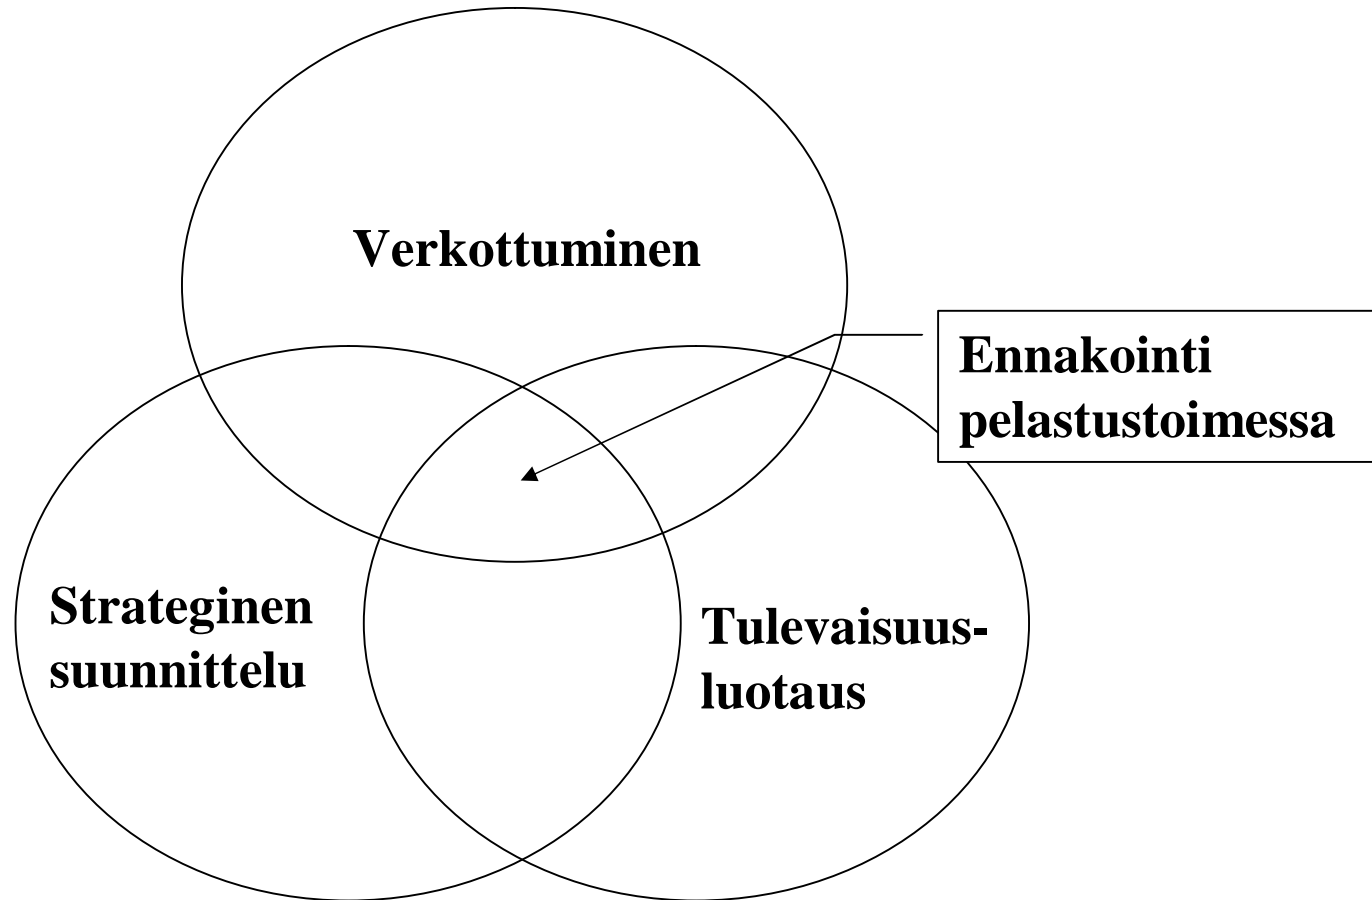 Verkottuminen
Ennakointi
pelastustoimessa
Strateginen
suunnittelu
Tulevaisuus-
luotaus